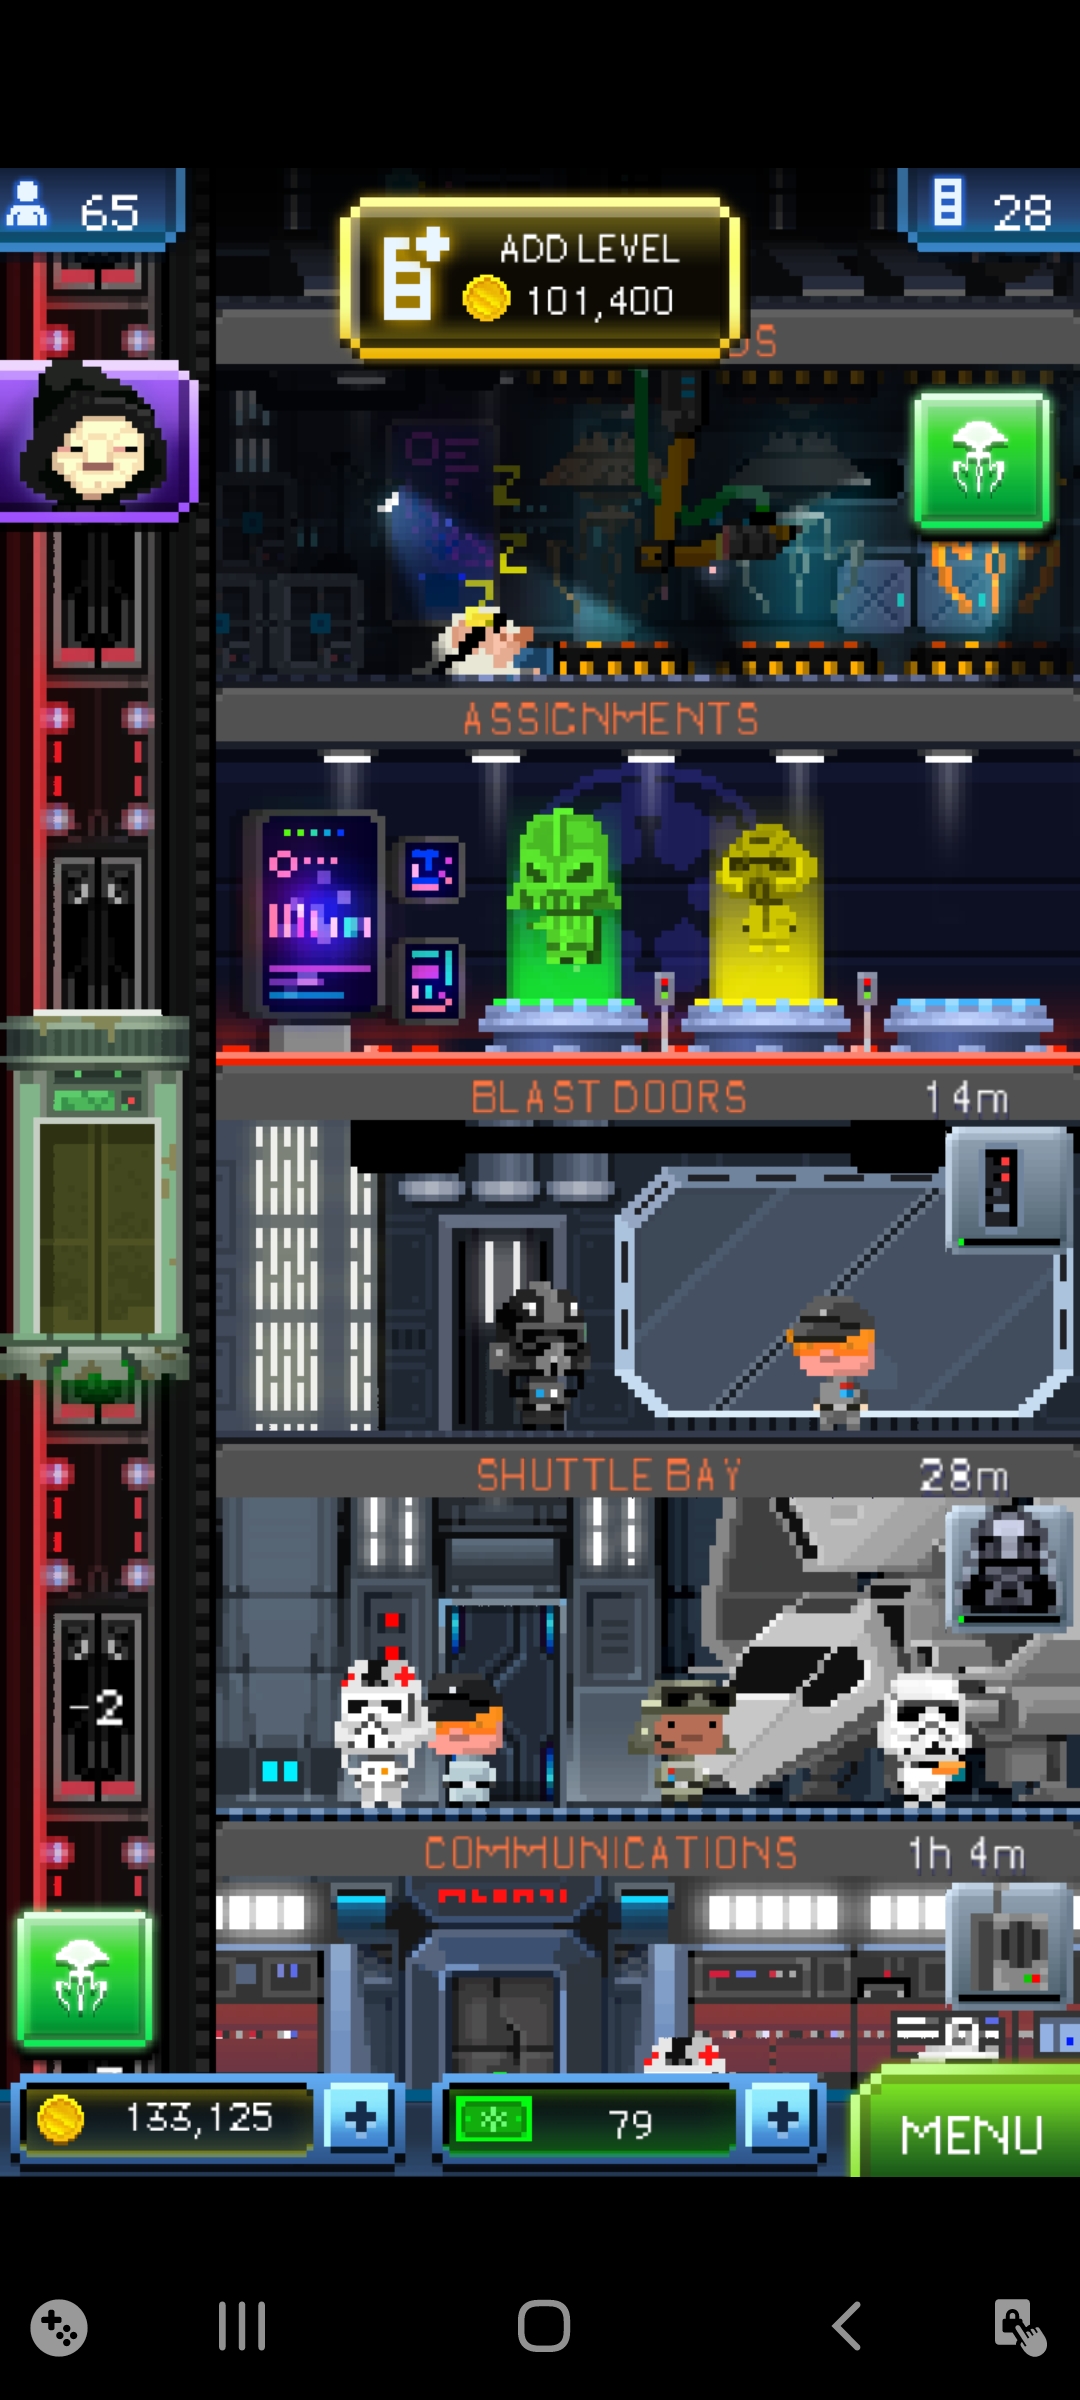 65
ADD LEVEL
101,400
28
DS
Z
Z
Z
ASSIGNMENTS
BLAST DOORS 14m
SHUTTLE BAY 28m
-2
COMMUNICATIONS 1h 4m
133,125
79
MENU